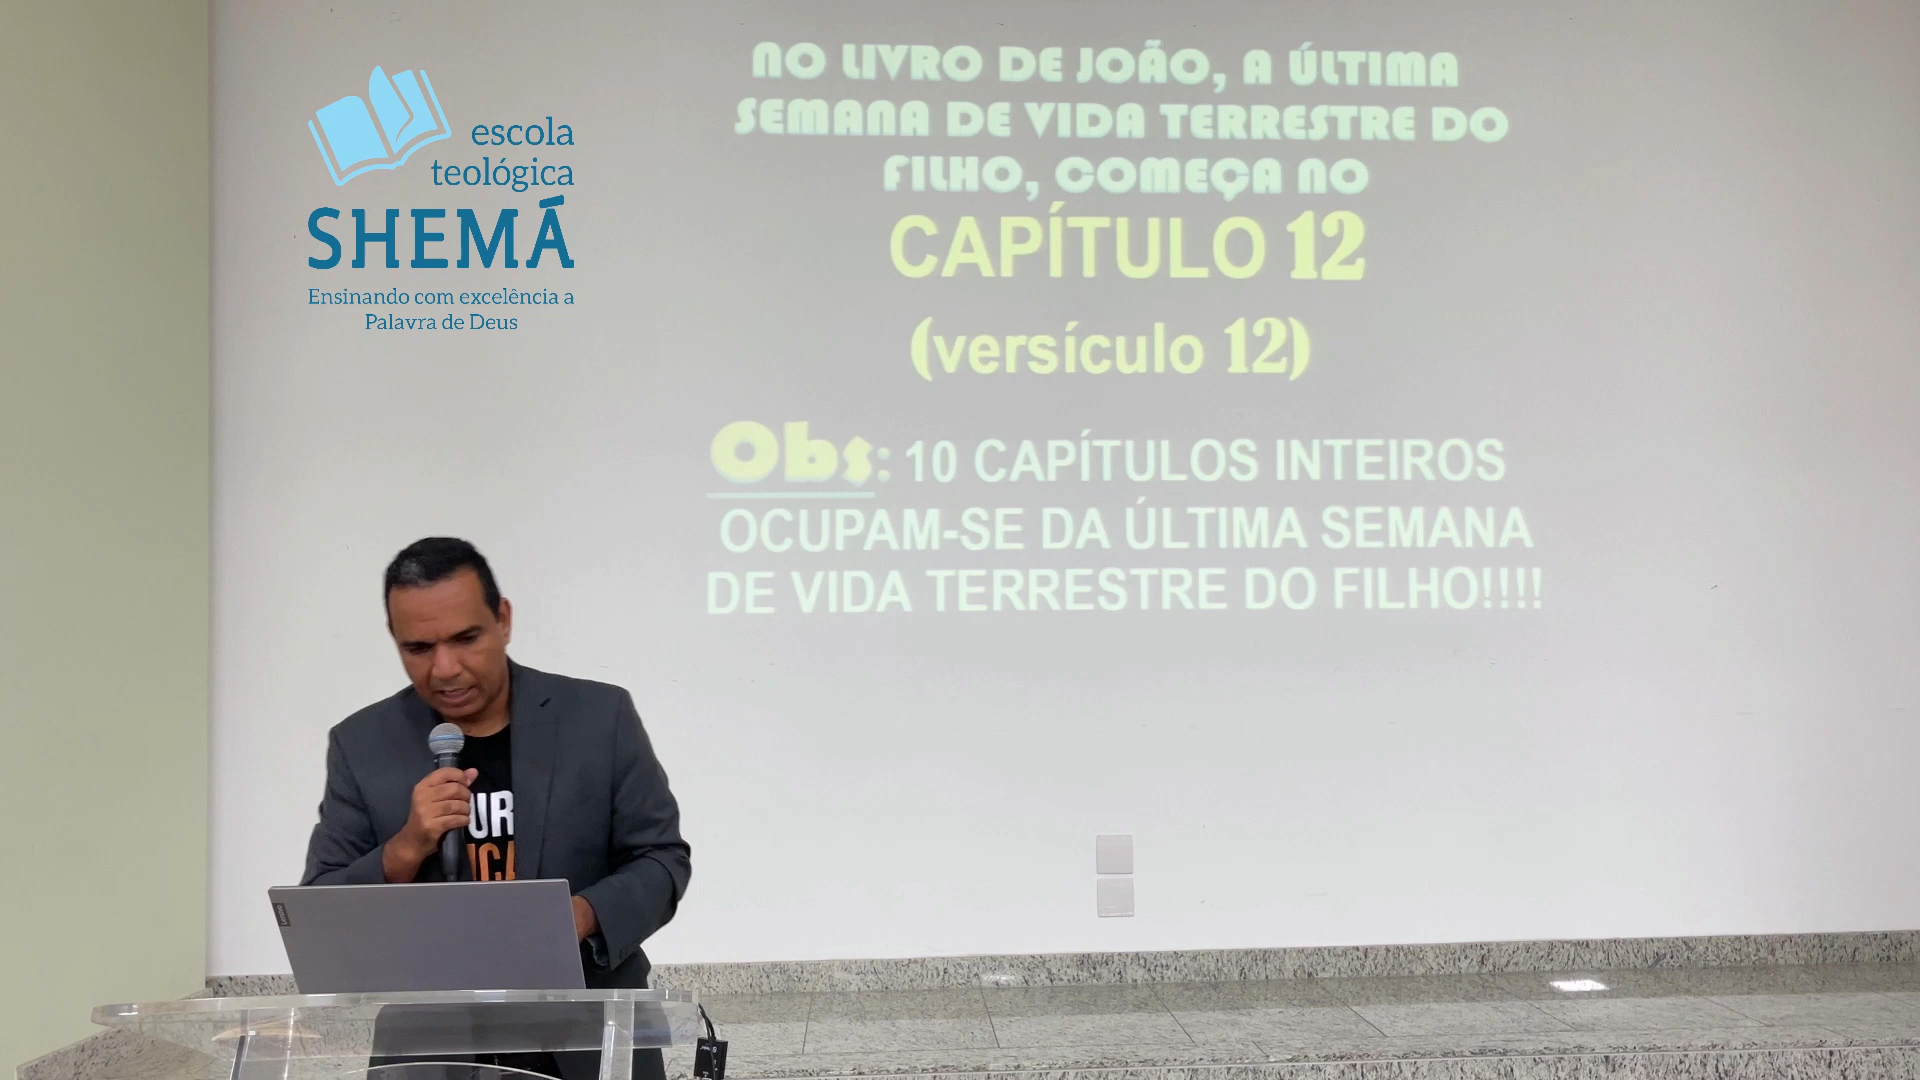 escola
teológica
SHEMÁ
Ensinando com excelência a
Palavra de Deus
NO LIVRO DE JOÃO, A ÚLTIMA
SEMANA DE VIDA TERRESTRE DO
FILHO, COMEÇA NO
CAPÍTULO 12
(versículo 12)
Obs: 10 CAPÍTULOS INTEIROS
OCUPAM-SE DA ÚLTIMA SEMANA
DE VIDA TERRESTRE DO FILHO!!!!
Lenovo